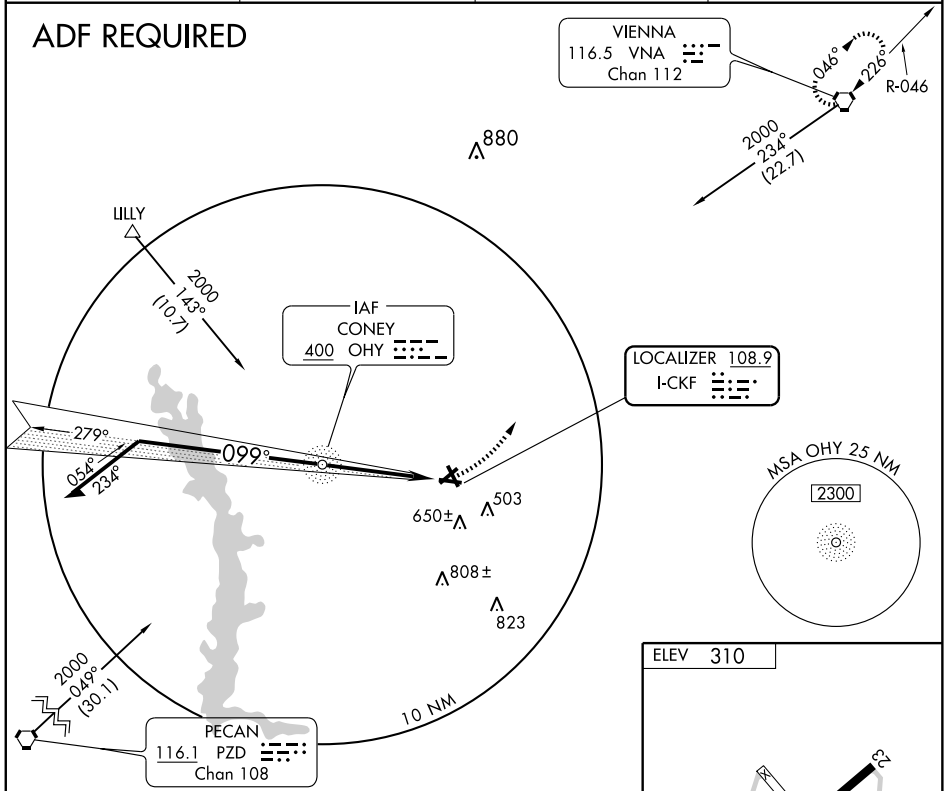 ADF REQUIRED
VIENNA
116.5 VNA
Chan 112
046°
226°
R-046
2000
234°
(22.7)
880
LILLY
2000
143°
(10.7)
IAF
CONEY
400 OHY
LOCALIZER 108.9
I-CKF
279°
099°
054°
234°
MSA OHY 25 NM
2300
503
650±
808±
823
2000
049°
(30.1)
10 NM
PECAN
116.1 PZD
Chan 108
ELEV 310
23